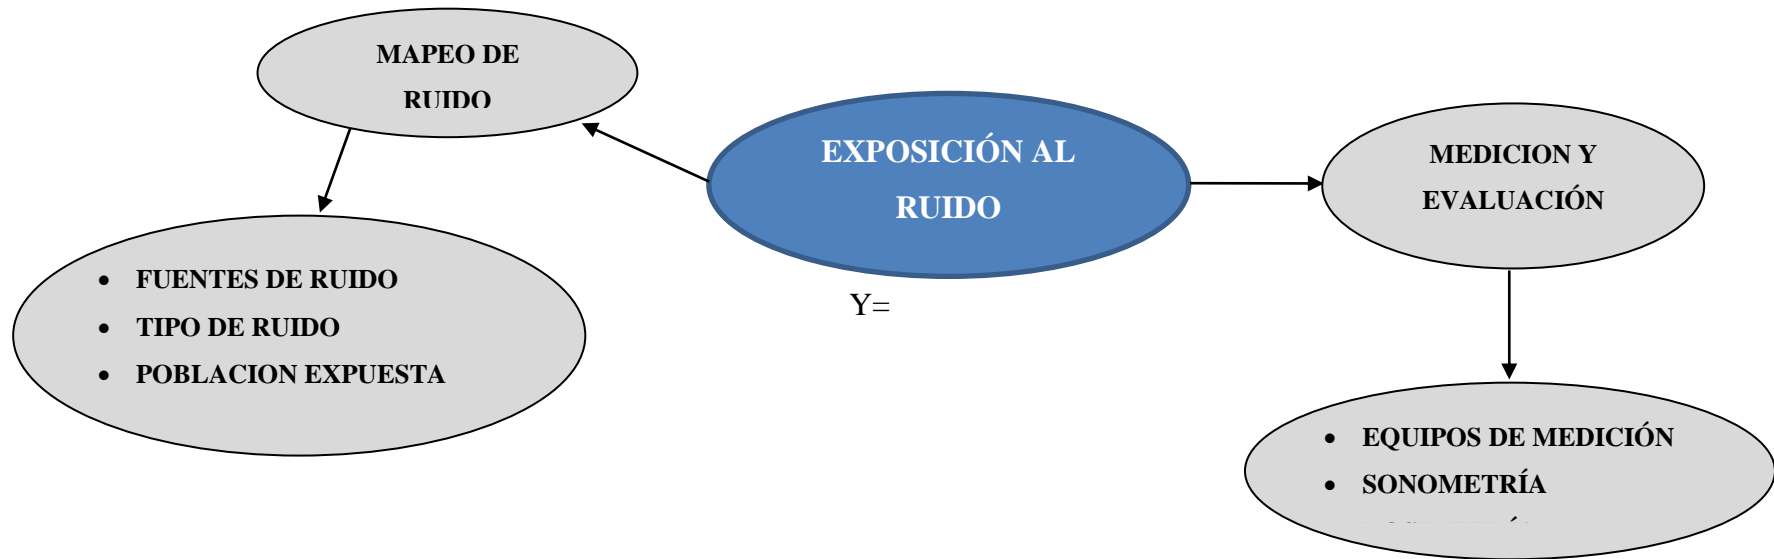 MAPEO DE
RUIDO
EXPOSICIÓN AL
RUIDO
MEDICION Y
EVALUACIÓN
Y=
• FUENTES DE RUIDO
• TIPO DE RUIDO
• POBLACION EXPUESTA
• EQUIPOS DE MEDICIÓN
• SONOMETRÍA